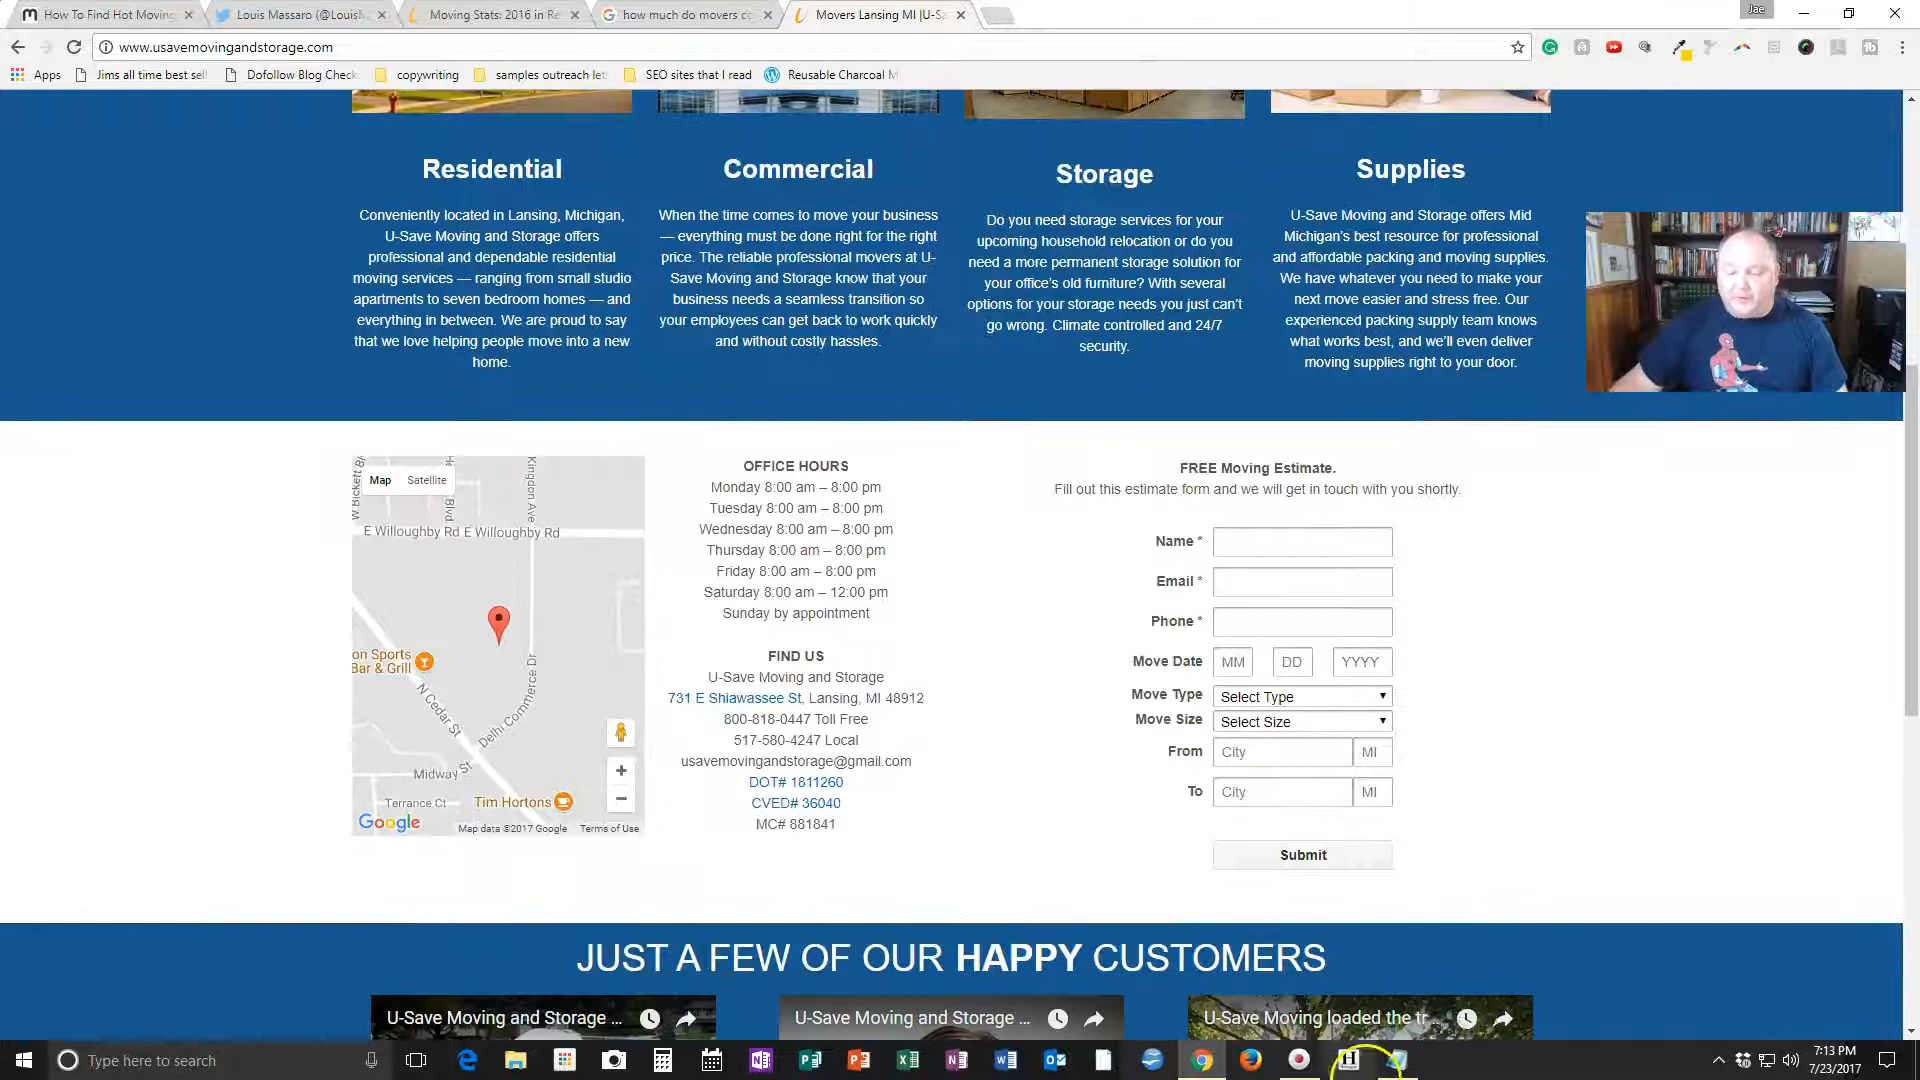 How To Find Hot Moving
Louis Massaro (@Louis
Moving Stats: 2016 in Re
how much do movers c
Movers Lansing MI |U-Sa
Jae
www.usavemovingandstorage.com
Apps
Jims all time best sel
Dofollow Blog Check
copywriting
samples outreach let
SEO sites that I read
Reusable Charcoal M
Residential
Conveniently located in Lansing, Michigan,
U-Save Moving and Storage offers
professional and dependable residential
moving services — ranging from small studio
apartments to seven bedroom homes — and
everything in between. We are proud to say
that we love helping people move into a new
home.
Commercial
When the time comes to move your business
— everything must be done right for the right
price. The reliable professional movers at U-
Save Moving and Storage know that your
business needs a seamless transition so
your employees can get back to work quickly
and without costly hassles.
Storage
Do you need storage services for your
upcoming household relocation or do you
need a more permanent storage solution for
your office's old furniture? With several
options for your storage needs you just can't
go wrong. Climate controlled and 24/7
security.
Supplies
U-Save Moving and Storage offers Mid
Michigan's best resource for professional
and affordable packing and moving supplies.
We have whatever you need to make your
next move easier and stress free. Our
experienced packing supply team knows
what works best, and we'll even deliver
moving supplies right to your door.
Map Satellite
W Bickett Bl
Blvd
Kingdon Ave
E Willoughby Rd E Willoughby Rd
on Sports
Bar & Grill
N Cedar St
Delhi Commerce Dr
Midway St
Terrance Ct
Tim Hortons
Google
Map data ©2017 Google Terms of Use
OFFICE HOURS
Monday 8:00 am – 8:00 pm
Tuesday 8:00 am – 8:00 pm
Wednesday 8:00 am – 8:00 pm
Thursday 8:00 am – 8:00 pm
Friday 8:00 am – 8:00 pm
Saturday 8:00 am – 12:00 pm
Sunday by appointment
FIND US
U-Save Moving and Storage
731 E Shiawassee St, Lansing, MI 48912
800-818-0447 Toll Free
517-580-4247 Local
usavemovingandstorage@gmail.com
DOT# 1811260
CVED# 36040
MC# 881841
FREE Moving Estimate.
Fill out this estimate form and we will get in touch with you shortly.
Name *
Email *
Phone *
Move Date MM DD YYYY
Move Type Select Type
Move Size Select Size
From City MI
To City MI
Submit
JUST A FEW OF OUR HAPPY CUSTOMERS
U-Save Moving and Storage ...
U-Save Moving and Storage ...
U-Save Moving loaded the tr...
Type here to search
7:13 PM
7/23/2017